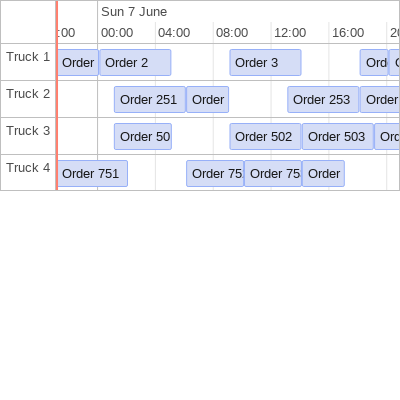 Sun 7 June
:00 00:00 04:00 08:00 12:00 16:00 20
Truck 1 Order Order 2 Order 3 Ord
Truck 2 Order 251 Order Order 253 Order
Truck 3 Order 50 Order 502 Order 503 Ord
Truck 4 Order 751 Order 75 Order 75 Order